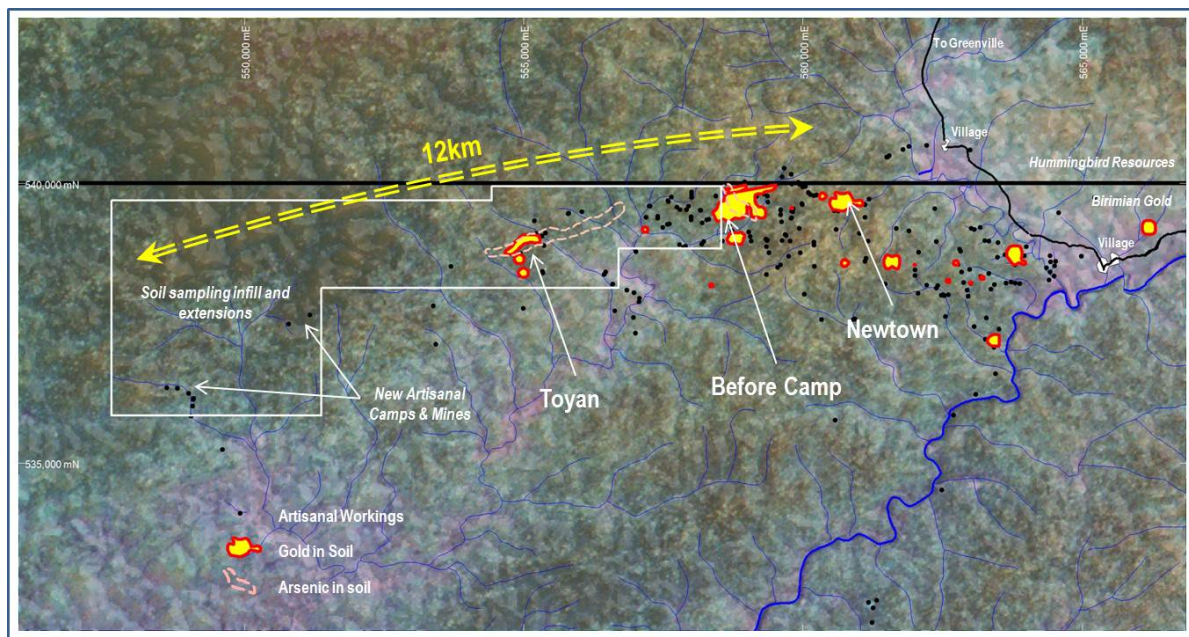 550,000 mE
555,000 mE
560,000 mE
565,000 mE
To Greenville
12km
Village
Hummingbird Resources
540,000 mN
Birimian Gold
Village
Soil sampling infill and
extensions
Newtown
Before Camp
Toyan
New Artisanal
Camps & Mines
535,000 mN
Artisanal Workings
Gold in Soil
Arsenic in soil